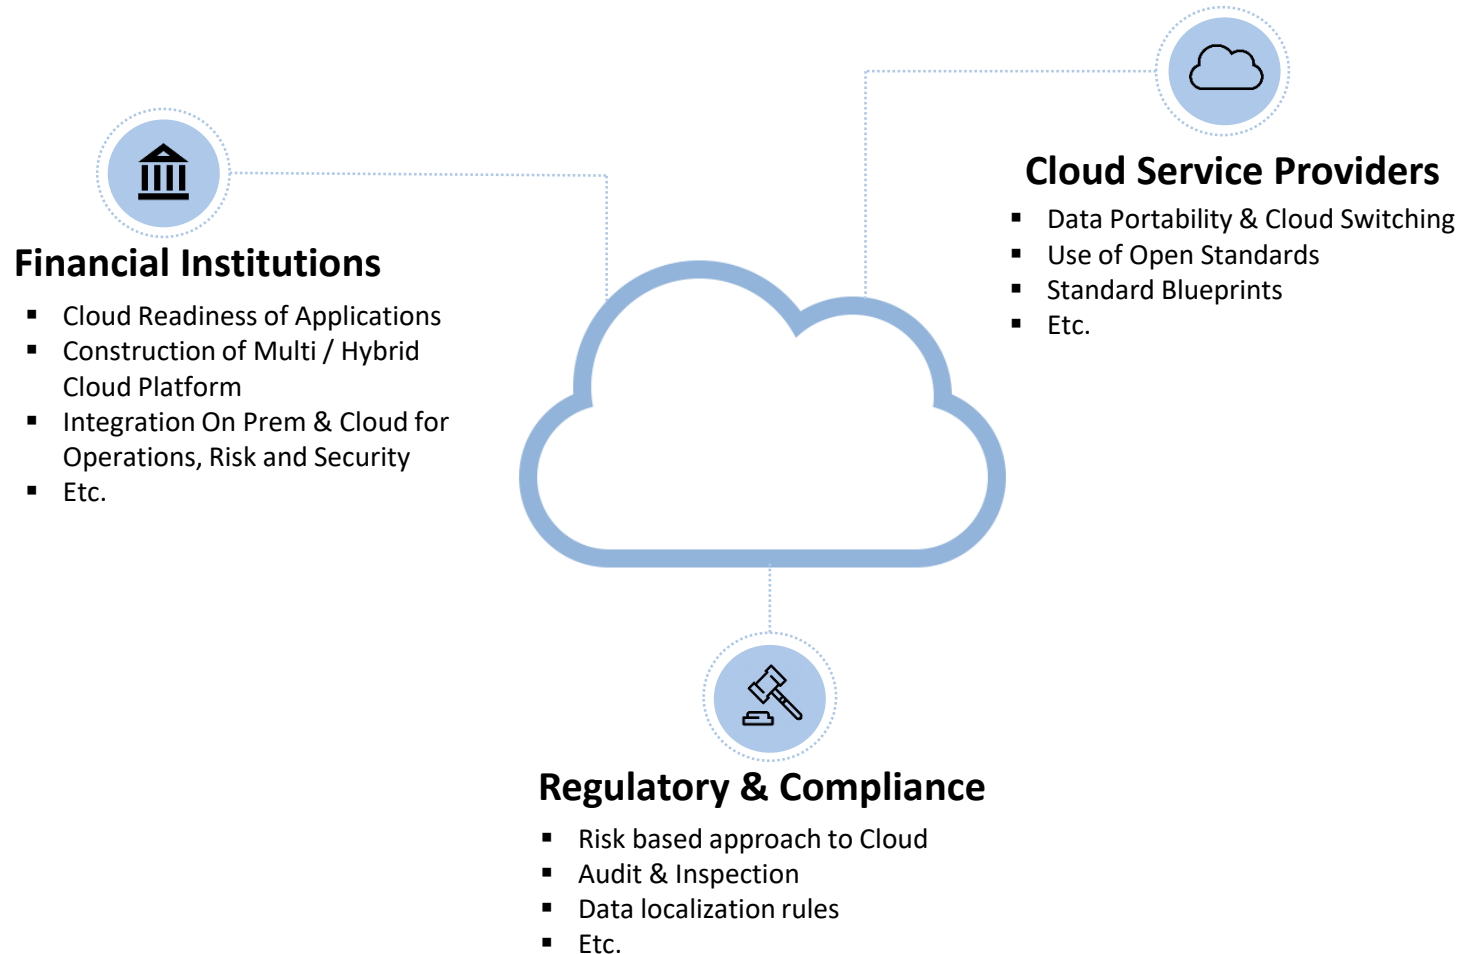 Financial Institutions
▪ Cloud Readiness of Applications
▪ Construction of Multi / Hybrid
Cloud Platform
▪ Integration On Prem & Cloud for
Operations, Risk and Security
▪ Etc.
Cloud Service Providers
▪ Data Portability & Cloud Switching
▪ Use of Open Standards
▪ Standard Blueprints
▪ Etc.
Regulatory & Compliance
▪ Risk based approach to Cloud
▪ Audit & Inspection
▪ Data localization rules
▪ Etc.